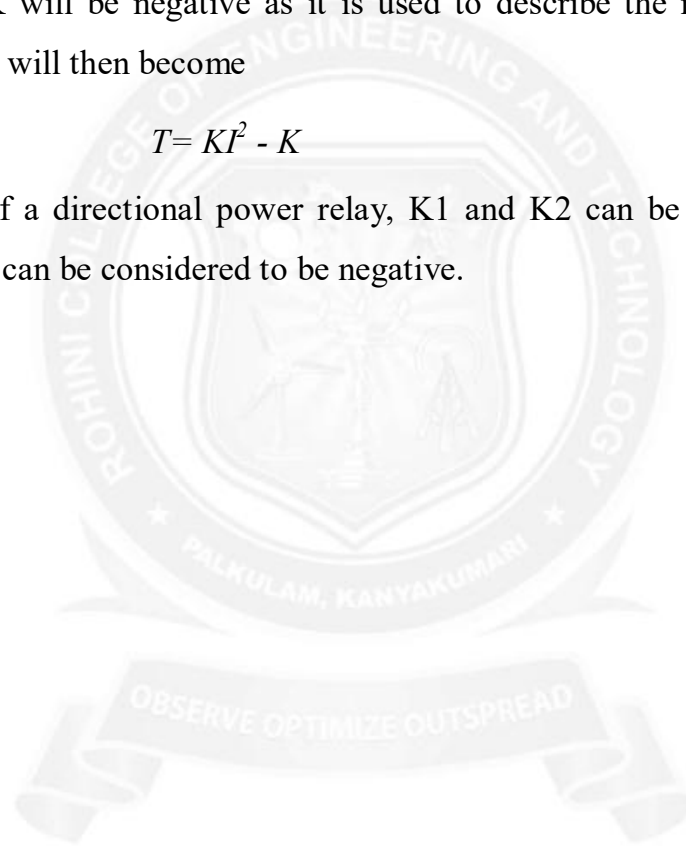 will be negative as it is used to describe the
will then become
T= KI² - K
a directional power relay, K1 and K2 can be
can be considered to be negative.
ROHINI COLLEGE OF ENGINEERING AND TECHNOLOGY
PALKULAM, KANYAKUMARI
OBSERVE OPTIMIZE OUTSPREAD